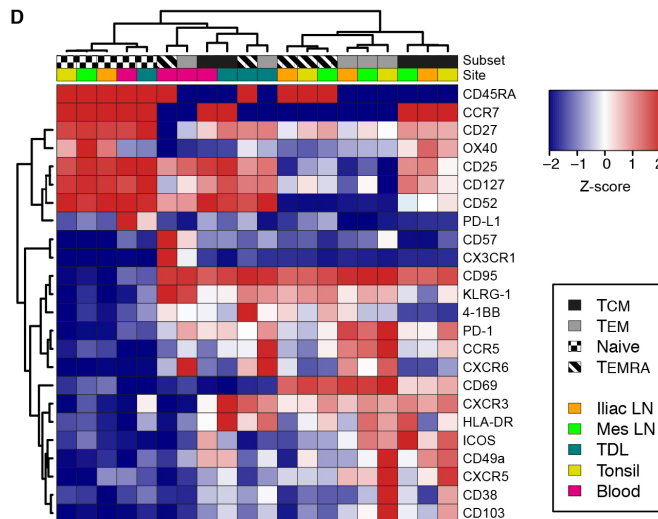 D
Subset
Site
CD45RA
CCR7
CD27
OX40
CD25
CD127
CD52
PD-L1
CD57
CX3CR1
CD95
KLRG-1
4-1BB
PD-1
CCR5
CXCR6
CD69
CXCR3
HLA-DR
ICOS
CD49a
CXCR5
CD38
CD103
−2 −1 0 1 2
Z-score
TCM
TEM
Naive
TEMRA
Iliac LN
Mes LN
TDL
Tonsil
Blood